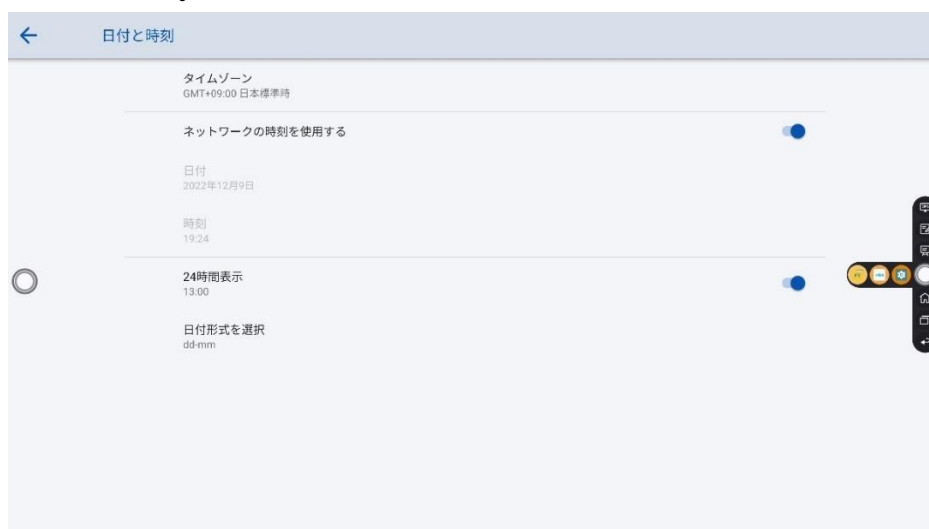 日付と時刻
タイムゾーン
GMT+09:00 日本標準時
ネットワークの時刻を使用する
日付
2022年12月9日
時刻
19:24
24時間表示
13:00
日付形式を選択
dd-mm